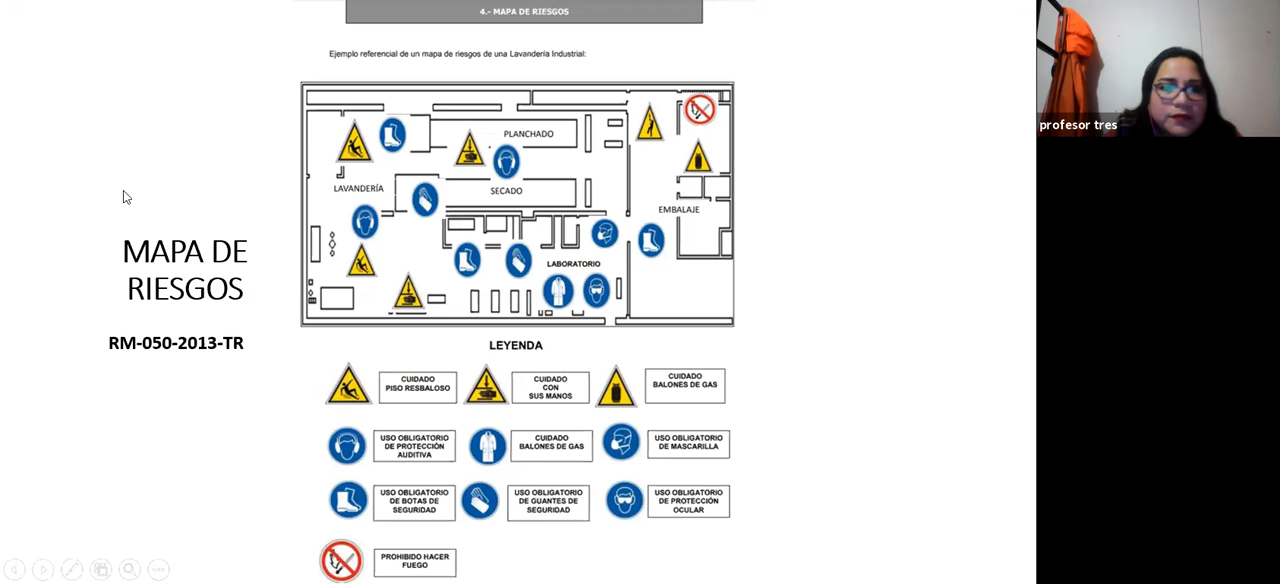 4.- MAPA DE RIESGOS
Ejemplo referencial de un mapa de riesgos de una Lavandería Industrial:
profesor tres
PLANCHADO
LAVANDERÍA
SECADO
EMBALAJE
LABORATORIO
MAPA DE
RIESGOS
RM-050-2013-TR
LEYENDA
CUIDADO
PISO RESBALOSO
CUIDADO
CON
SUS MANOS
CUIDADO
BALONES DE GAS
USO OBLIGATORIO
DE PROTECCIÓN
AUDITIVA
CUIDADO
BALONES DE GAS
USO OBLIGATORIO
DE MASCARILLA
USO OBLIGATORIO
DE BOTAS DE
SEGURIDAD
USO OBLIGATORIO
DE GUANTES DE
SEGURIDAD
USO OBLIGATORIO
DE PROTECCIÓN
OCULAR
PROHIBIDO HACER
FUEGO